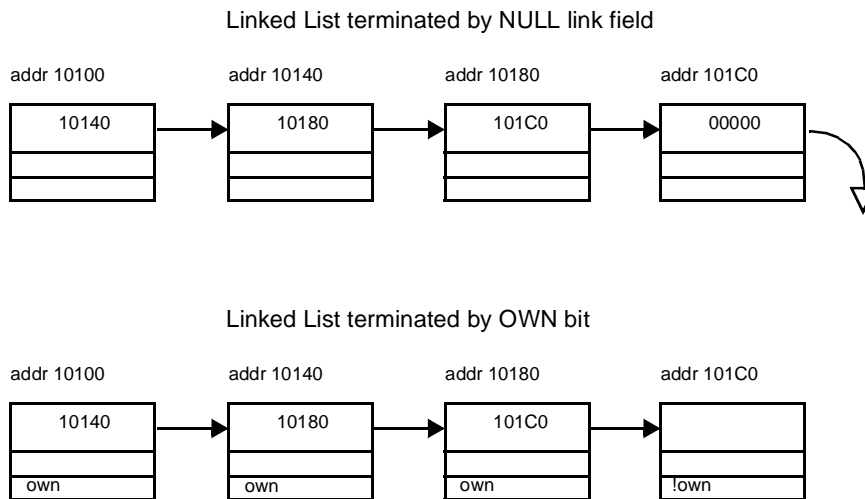 Linked List terminated by NULL link field
addr 10100 addr 10140 addr 10180 addr 101C0
10140 10180 101C0 00000
Linked List terminated by OWN bit
addr 10100 addr 10140 addr 10180 addr 101C0
10140 10180 101C0
own own own !own